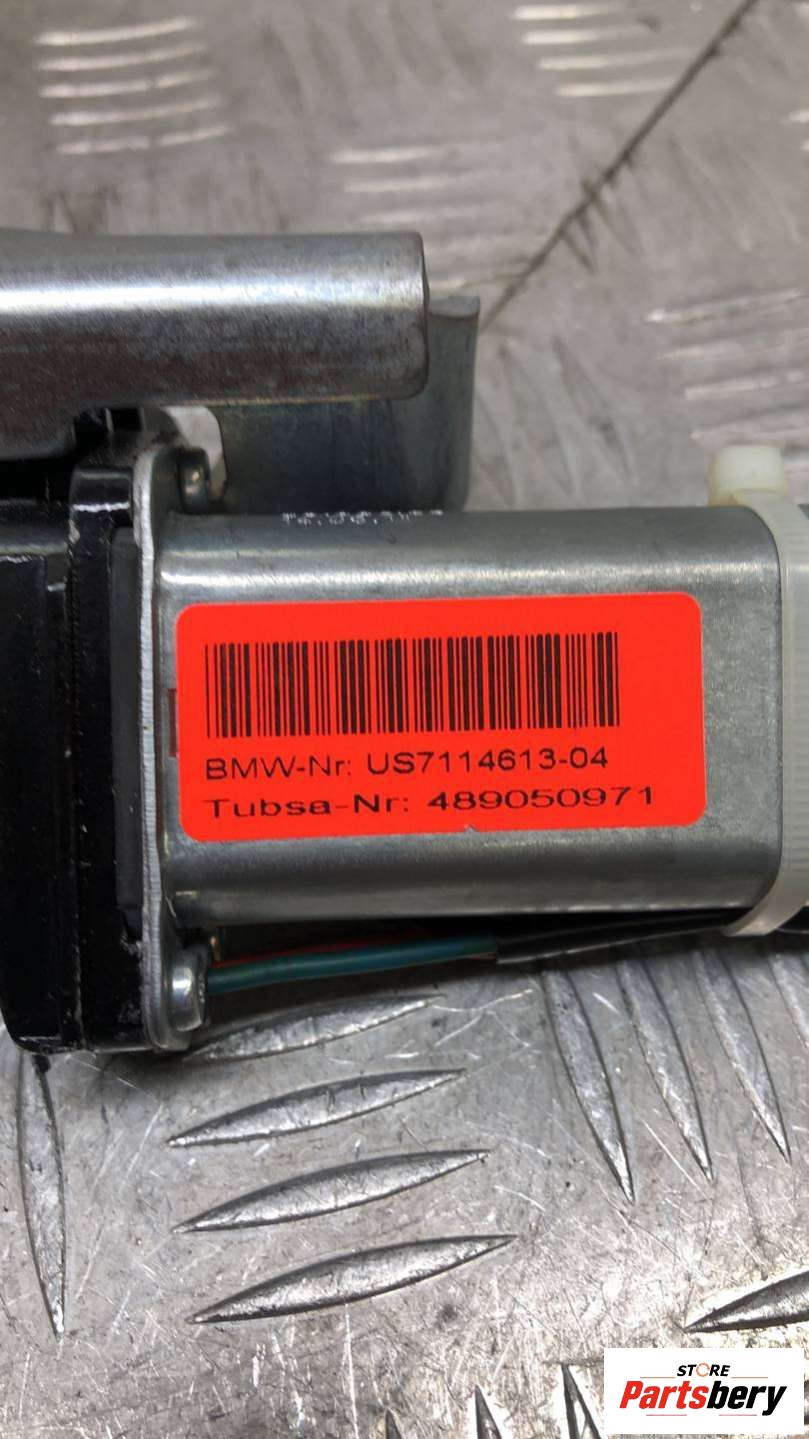 BMW-Nr: US7114613-04
Tubsa-Nr: 489050971
STORE
Partsbery